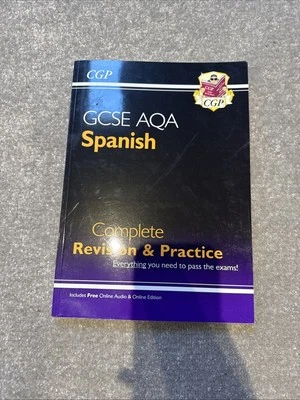 CGP
CGP
GCSE AQA
Spanish
Complete
Revision & Practice
Everything you need to pass the exams!
Includes Free Online Audio & Online Edition